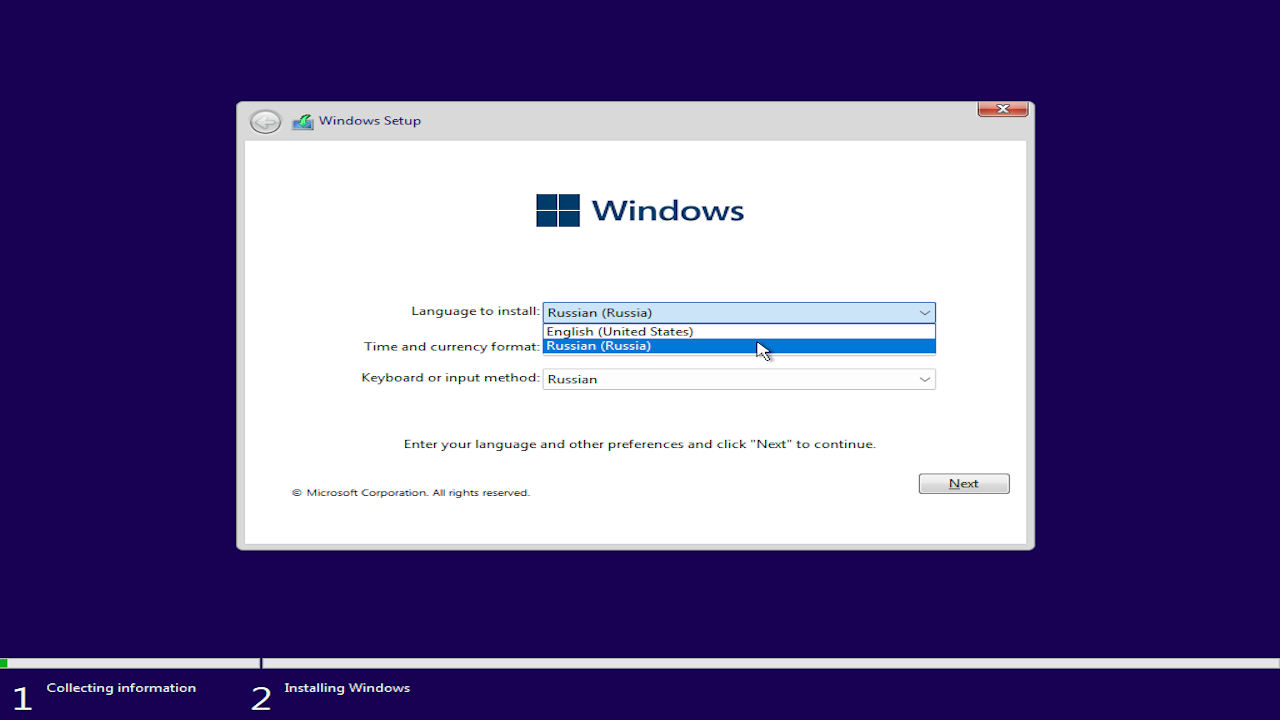 Windows Setup
Windows
Language to install: Russian (Russia)
English (United States)
Time and currency format: Russian (Russia)
Keyboard or input method: Russian
Enter your language and other preferences and click "Next" to continue.
© Microsoft Corporation. All rights reserved.
Next
1 Collecting information 2 Installing Windows